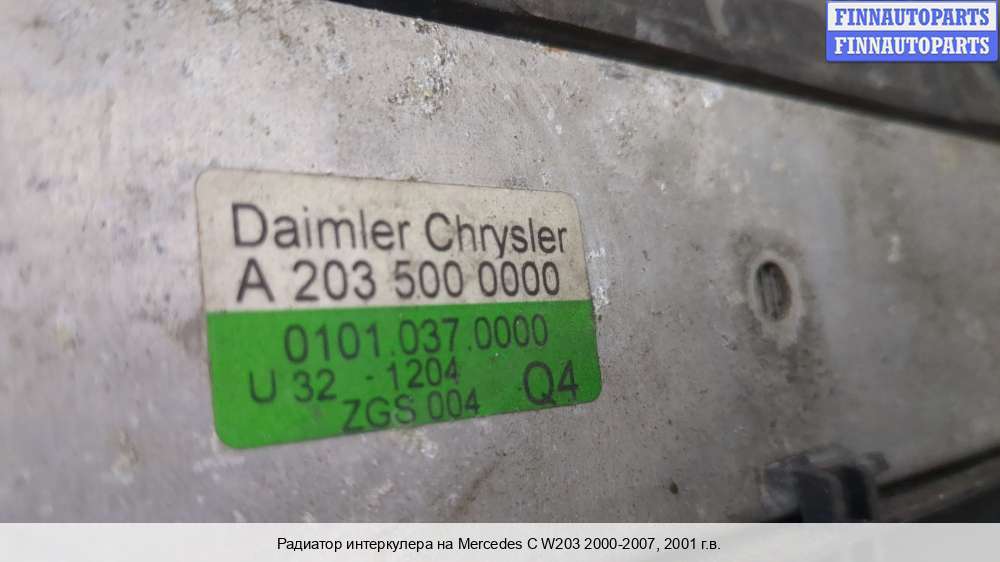 FINNAUTOPARTS
FINNAUTOPARTS
Daimler Chrysler
A 203 500 0000
0101.037.0000
U 32 - 1204 Q4
ZGS 004
Радиатор интеркулера на Mercedes C W203 2000-2007, 2001 г.в.